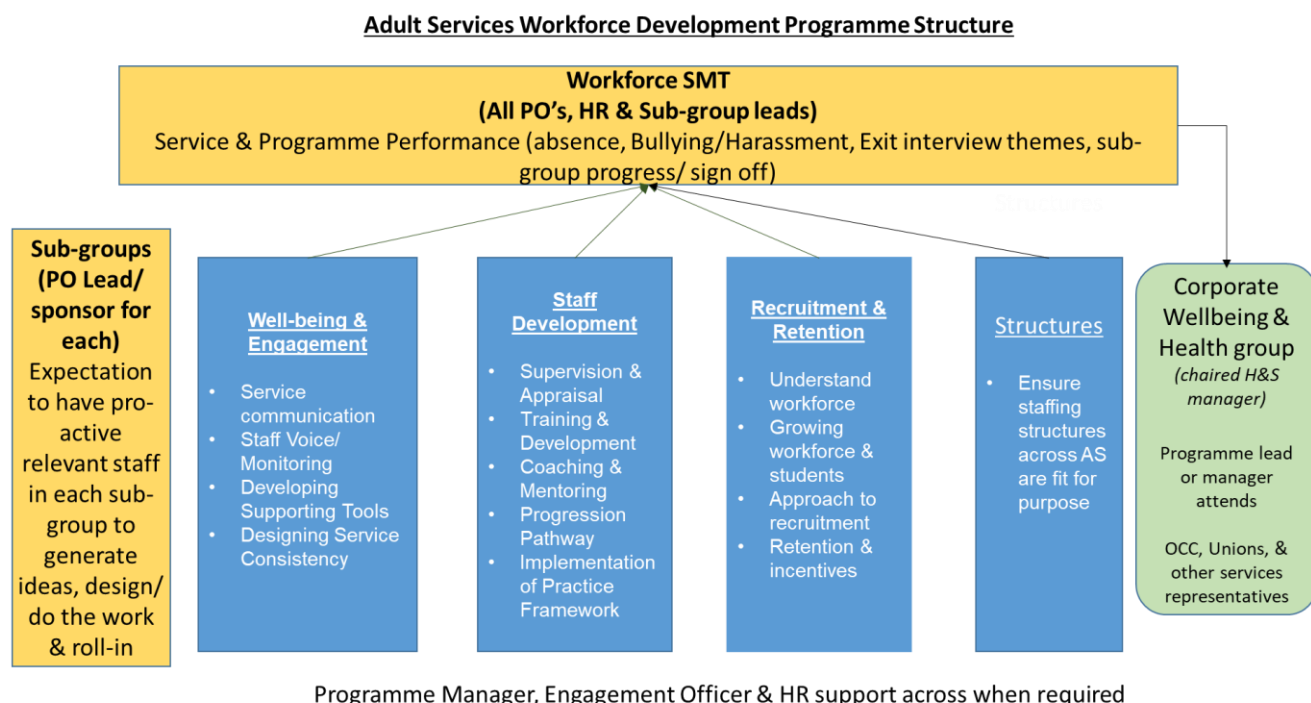 Adult Services Workforce Development Programme Structure
Workforce SMT
(All PO's, HR & Sub-group leads)
Service & Programme Performance (absence, Bullying/Harassment, Exit interview themes, sub-
group progress/ sign off)
Sub-groups
(PO Lead/
sponsor for
each)
Expectation
to have pro-
active
relevant staff
in each sub-
group to
generate
ideas, design/
do the work
& roll-in
Well-being &
Engagement
• Service
communication
• Staff Voice/
Monitoring
• Developing
Supporting Tools
• Designing Service
Consistency
Staff
Development
• Supervision &
Appraisal
• Training &
Development
• Coaching &
Mentoring
• Progression
Pathway
• Implementation
of Practice
Framework
Recruitment &
Retention
• Understand
workforce
• Growing
workforce &
students
• Approach to
recruitment
• Retention &
incentives
Structures
• Ensure
staffing
structures
across AS
are fit for
purpose
Corporate
Wellbeing &
Health group
(chaired H&S
manager)
Programme lead
or manager
attends
OCC, Unions, &
other services
representatives
Programme Manager, Engagement Officer & HR support across when required